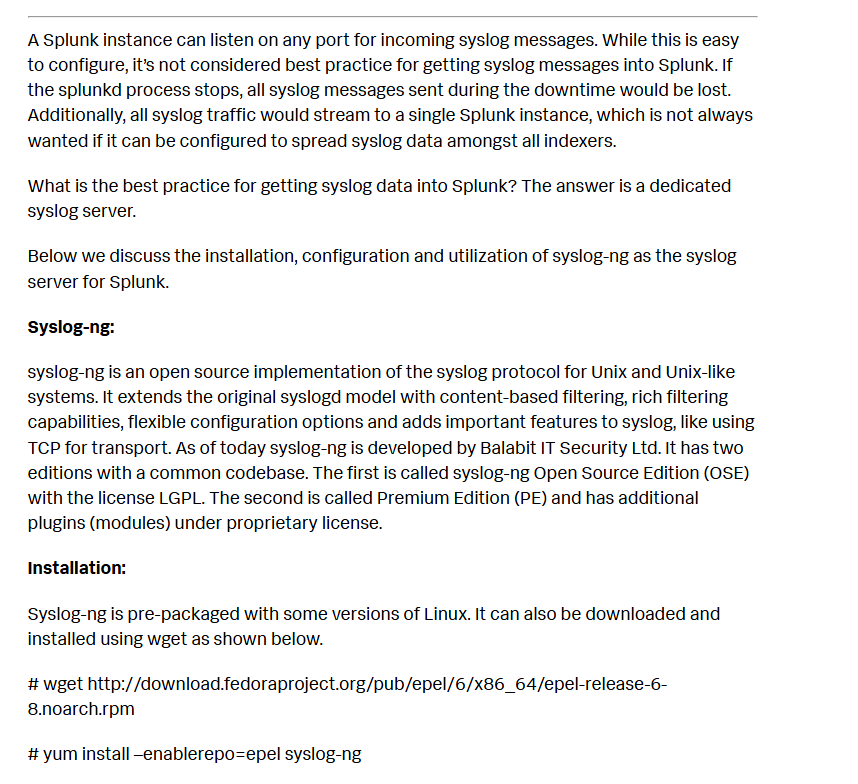 A Splunk instance can listen on any port for incoming syslog messages. While this is easy
to configure, it’s not considered best practice for getting syslog messages into Splunk. If
the splunkd process stops, all syslog messages sent during the downtime would be lost.
Additionally, all syslog traffic would stream to a single Splunk instance, which is not always
wanted if it can be configured to spread syslog data amongst all indexers.
What is the best practice for getting syslog data into Splunk? The answer is a dedicated
syslog server.
Below we discuss the installation, configuration and utilization of syslog-ng as the syslog
server for Splunk.
Syslog-ng:
syslog-ng is an open source implementation of the syslog protocol for Unix and Unix-like
systems. It extends the original syslogd model with content-based filtering, rich filtering
capabilities, flexible configuration options and adds important features to syslog, like using
TCP for transport. As of today syslog-ng is developed by Balabit IT Security Ltd. It has two
editions with a common codebase. The first is called syslog-ng Open Source Edition (OSE)
with the license LGPL. The second is called Premium Edition (PE) and has additional
plugins (modules) under proprietary license.
Installation:
Syslog-ng is pre-packaged with some versions of Linux. It can also be downloaded and
installed using wget as shown below.
# wget http://download.fedoraproject.org/pub/epel/6/x86_64/epel-release-6-
8.noarch.rpm
# yum install –enablerepo=epel syslog-ng